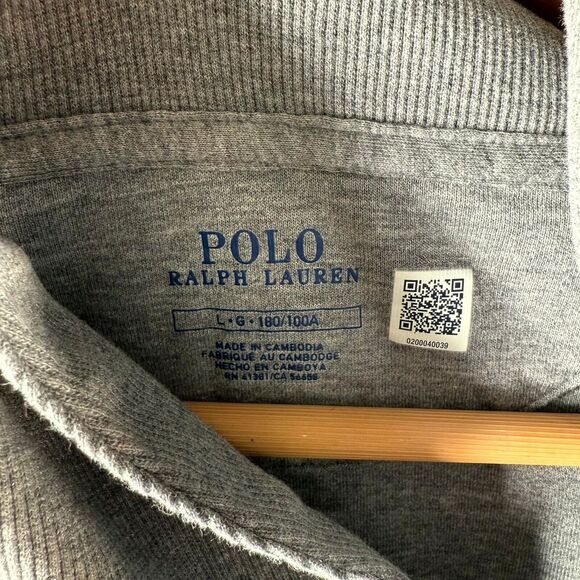 POLO
RALPH LAUREN
L • G • 180/100A
MADE IN CAMBODIA
FABRIQUÉ AU CAMBODGE
HECHO EN CAMBOYA
RN 41381/CA 56658
0200040039